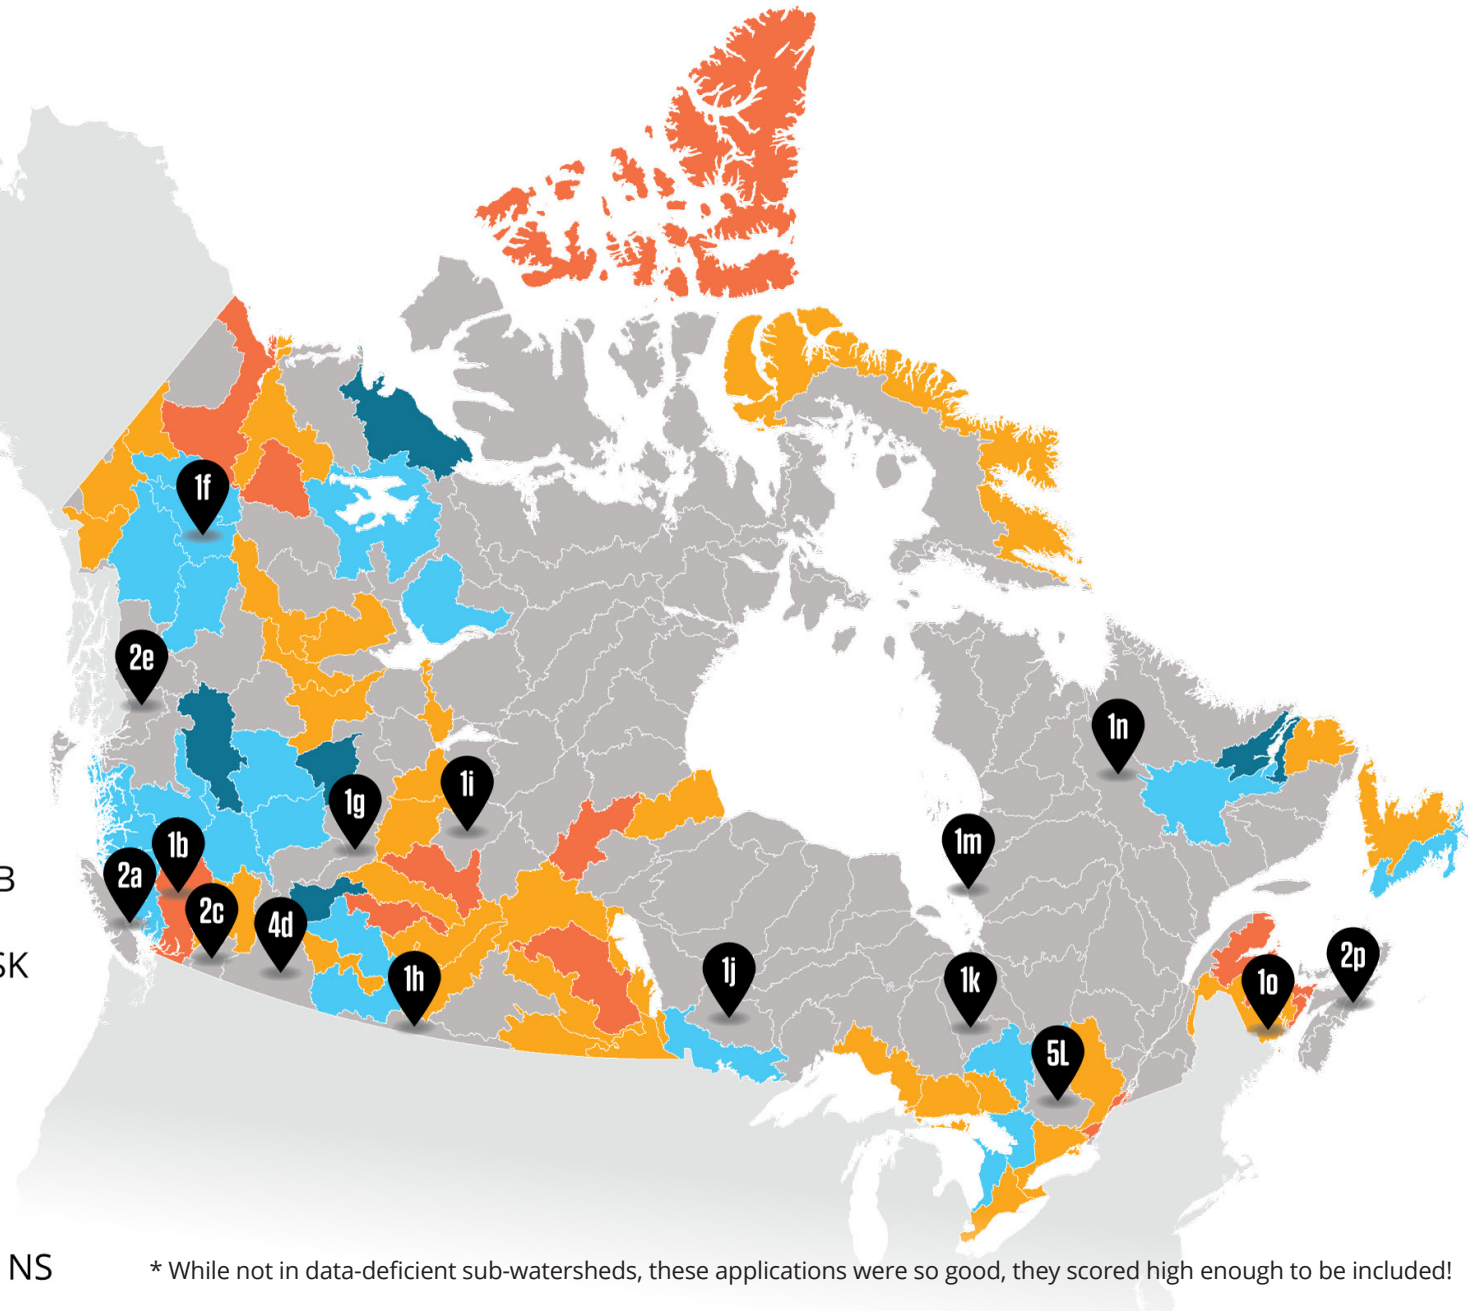 1f
2e
1n
1i
1g
1b
1m
2a
B
2c
4d
2p
SK
1h
1j
1k
1o
5L
NS
* While not in data-deficient sub-watersheds, these applications were so good, they scored high enough to be included!